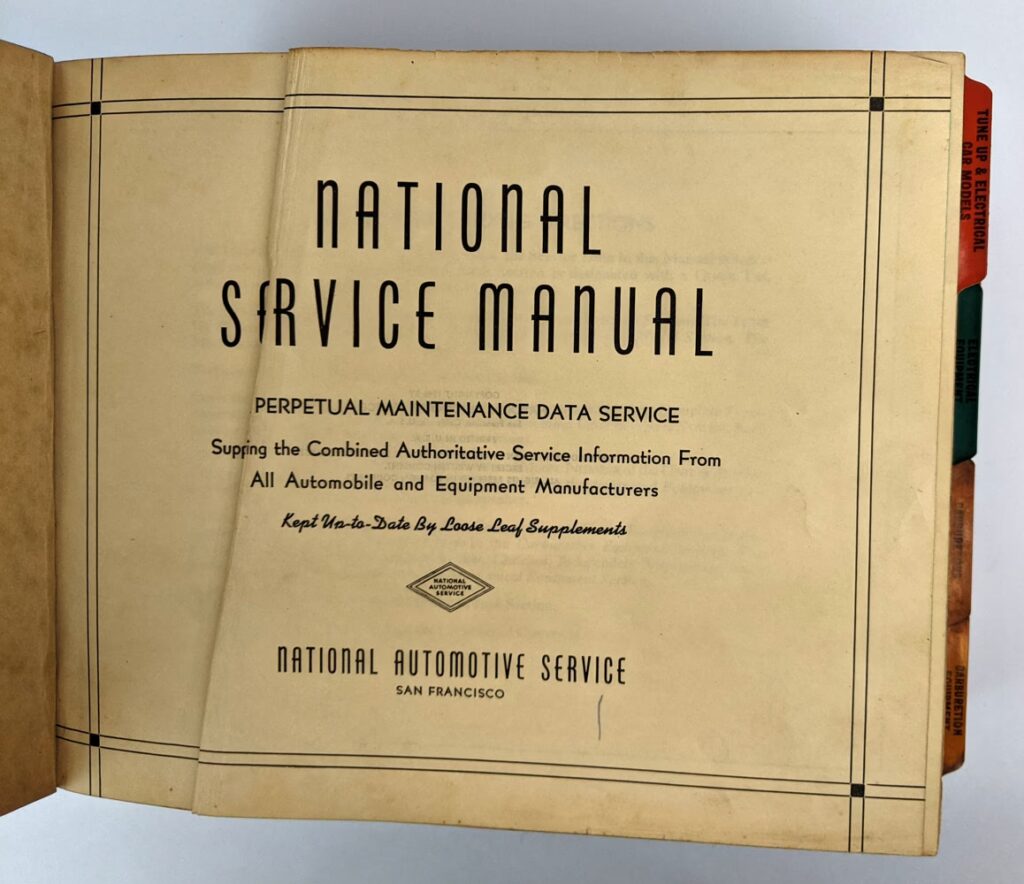 NATIONAL
SERVICE MANUAL
PERPETUAL MAINTENANCE DATA SERVICE
Supping the Combined Authoritative Service Information From
All Automobile and Equipment Manufacturers
Kept Up-to-Date By Loose Leaf Supplements
NATIONAL
AUTOMOTIVE
SERVICE
NATIONAL AUTOMOTIVE SERVICE
SAN FRANCISCO
TUNE UP & ELECTRICAL
CAR MODELS
ELECTRICAL
EQUIPMENT
CARBURETION
EQUIPMENT